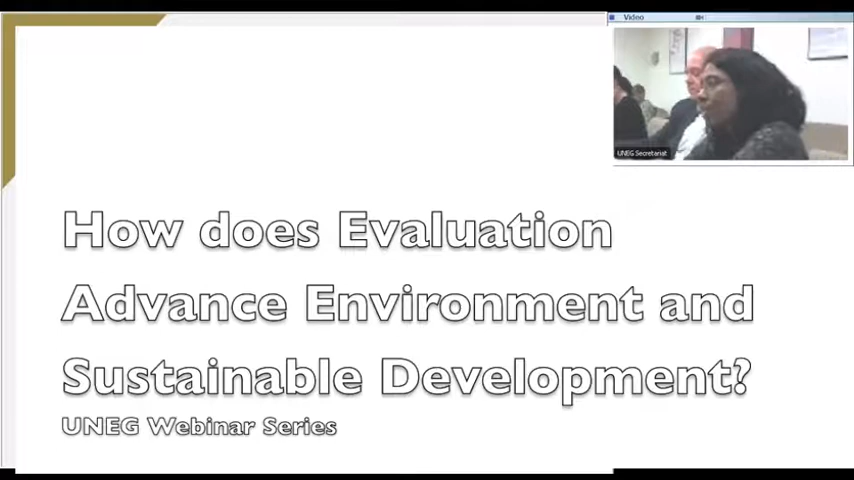 Video
UNEG Secretariat
How does Evaluation
Advance Environment and
Sustainable Development?
UNEG Webinar Series